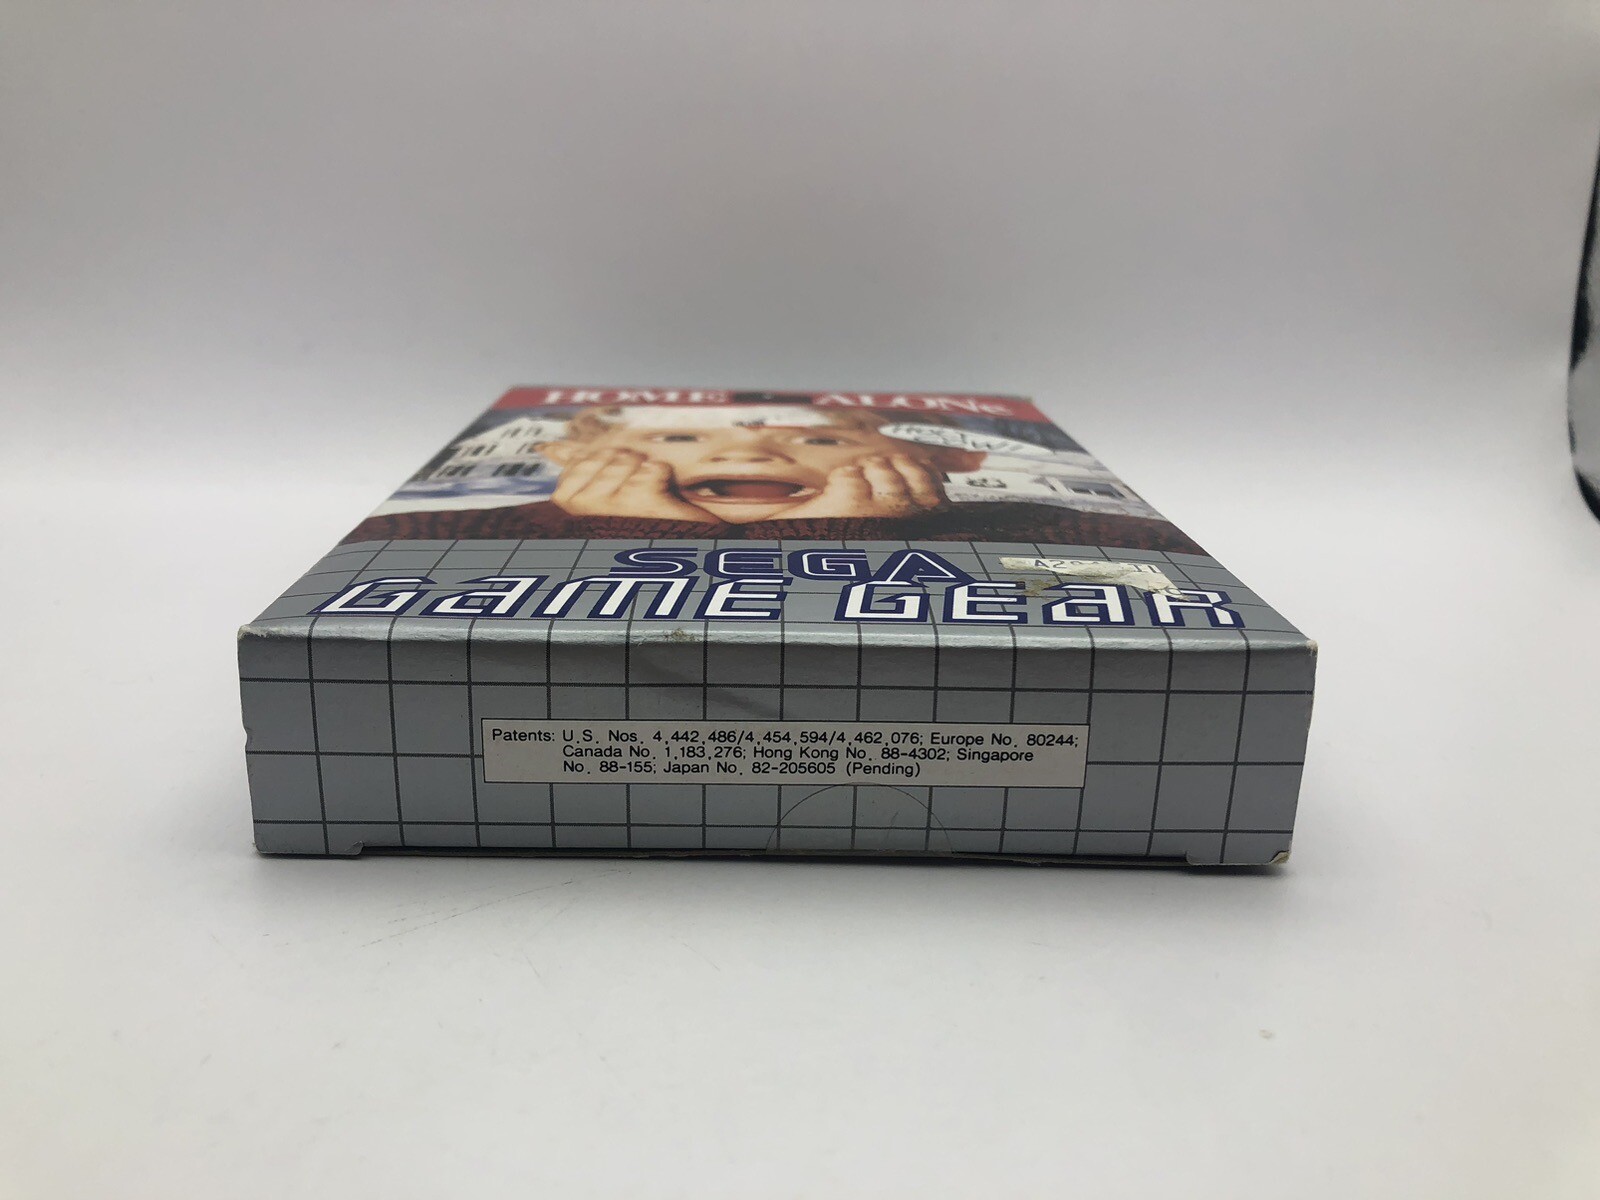 HOME ALONe
HOLY
COW!
SEGA
GAME GEAR
Patents: U.S. Nos. 4,442,486/4,454,594/4,462,076; Europe No. 80244;
Canada No. 1,183,276; Hong Kong No. 88-4302; Singapore
No. 88-155; Japan No. 82-205605 (Pending)